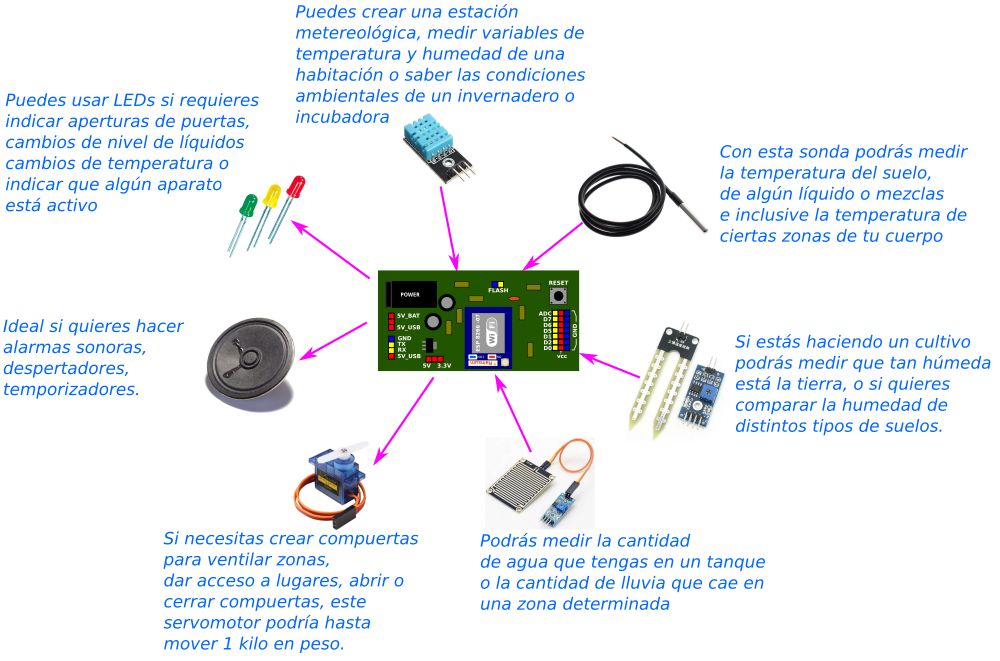 Puedes crear una estación
metereológica, medir variables de
temperatura y humedad de una
habitación o saber las condiciones
ambientales de un invernadero o
incubadora
Puedes usar LEDs si requieres
indicar aperturas de puertas,
cambios de nivel de líquidos
cambios de temperatura o
indicar que algún aparato
está activo
Con esta sonda podrás medir
la temperatura del suelo,
de algún líquido o mezclas
e inclusive la temperatura de
ciertas zonas de tu cuerpo
POWER
FLASH
RESET
5V_BAT
5V_USB
GND
TX
RX
5V_USB
5V 3.3V
ESP 8266-07
Wi Fi
ADC
D7
D6
D5
D1
D2
D0
GND
vcc
Ideal si quieres hacer
alarmas sonoras,
despertadores,
temporizadores.
Si estás haciendo un cultivo
podrás medir que tan húmeda
está la tierra, o si quieres
comparar la humedad de
distintos tipos de suelos.
Si necesitas crear compuertas
para ventilar zonas,
dar acceso a lugares, abrir o
cerrar compuertas, este
servomotor podría hasta
mover 1 kilo en peso.
Podrás medir la cantidad
de agua que tengas en un tanque
o la cantidad de lluvia que cae en
una zona determinada